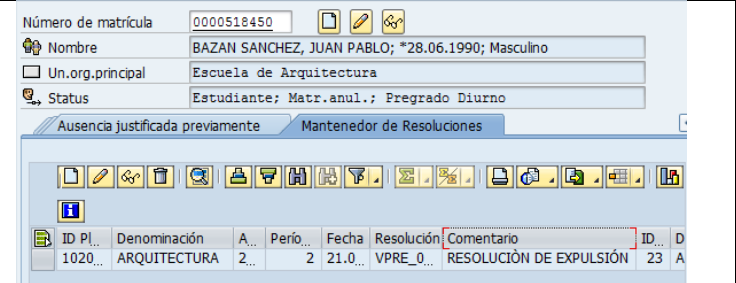 Número de matrícula 0000518450
Nombre BAZAN SANCHEZ, JUAN PABLO; *28.06.1990; Masculino
Un.org.principal Escuela de Arquitectura
Status Estudiante; Matr.anul.; Pregrado Diurno
Ausencia justificada previamente Mantenedor de Resoluciones
ID Pl... Denominación A... Perío... Fecha Resolución Comentario ID... D
1020... ARQUITECTURA 2... 2 21.0... VPRE_0... RESOLUCIÒN DE EXPULSIÓN 23 A